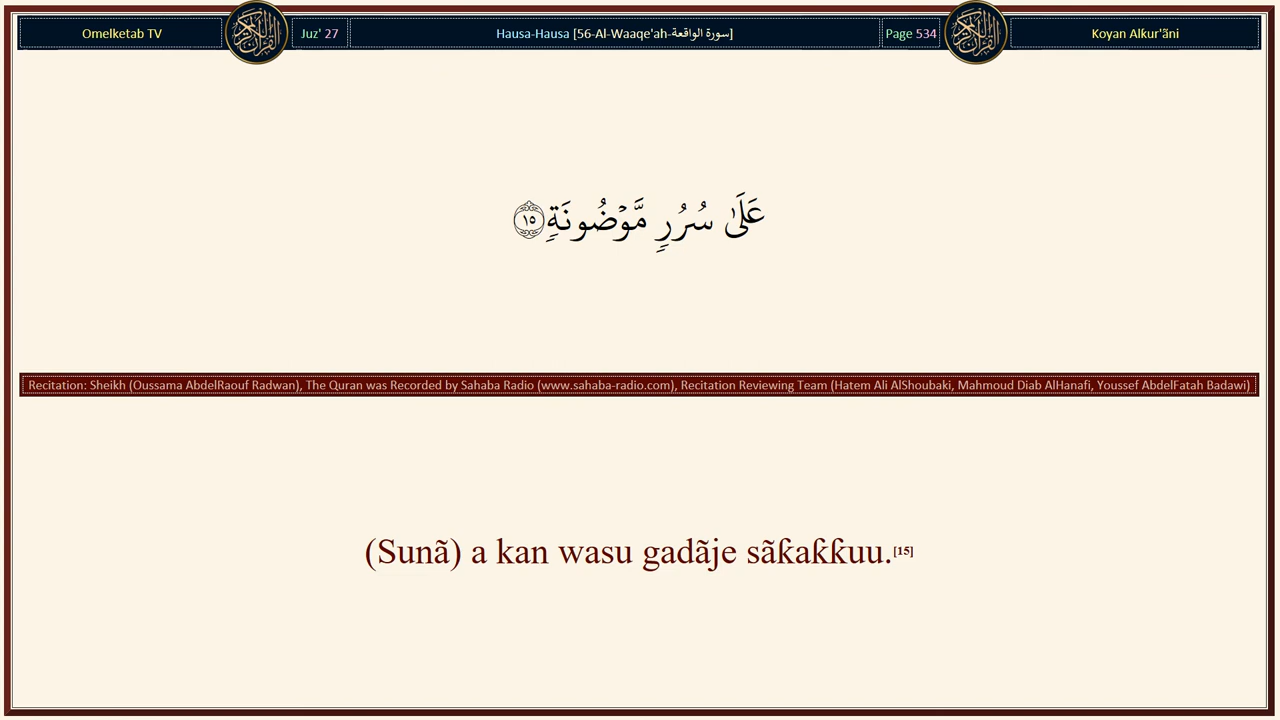 Omelketab TV
Juz' 27
Hausa-Hausa [56-Al-Waaqe'ah-سورة الواقعة]
Page 534
Koyan Alƙur'ãni
عَلَىٰ سُرُرٖ مَّوۡضُونَةٖ ١٥
Recitation: Sheikh (Oussama AbdelRaouf Radwan), The Quran was Recorded by Sahaba Radio (www.sahaba-radio.com), Recitation Reviewing Team (Hatem Ali AlShoubaki, Mahmoud Diab AlHanafi, Youssef AbdelFatah Badawi)
(Sunã) a kan wasu gadãje sãƙaƙƙuu.[15]